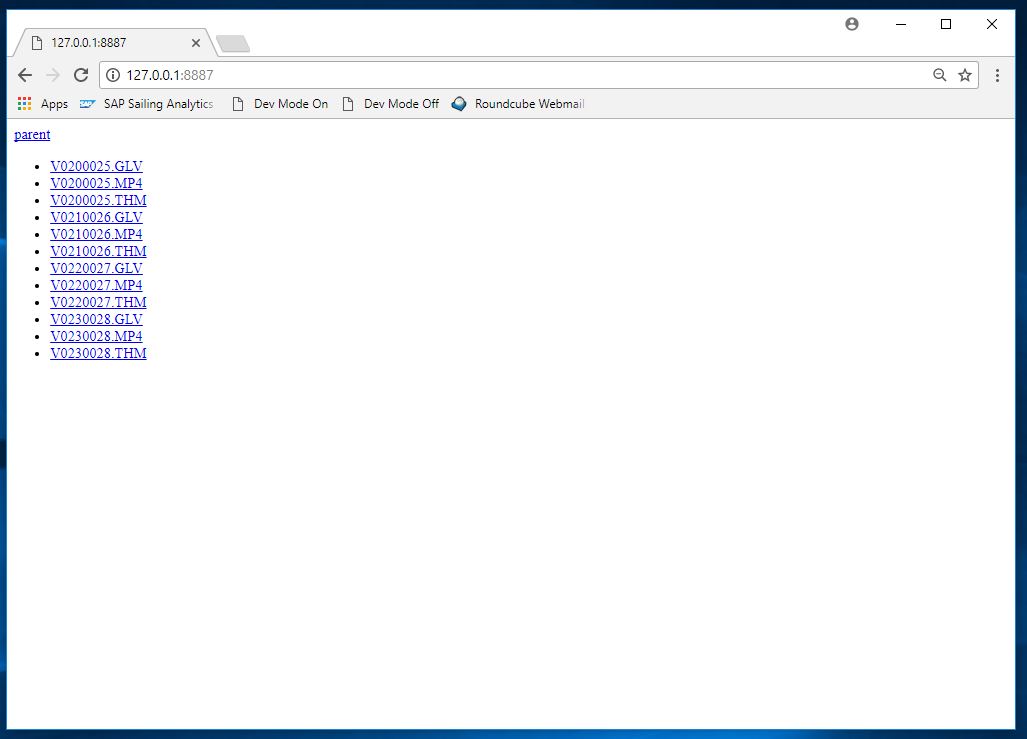 127.0.0.1:8887
127.0.0.1:8887
Apps SAP SAP Sailing Analytics Dev Mode On Dev Mode Off Roundcube Webmail
parent
V0200025.GLV
V0200025.MP4
V0200025.THM
V0210026.GLV
V0210026.MP4
V0210026.THM
V0220027.GLV
V0220027.MP4
V0220027.THM
V0230028.GLV
V0230028.MP4
V0230028.THM